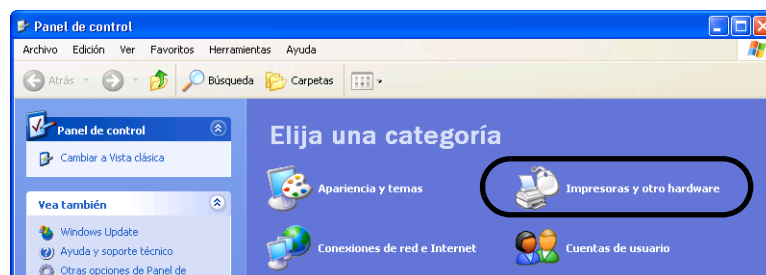 Panel de control
Archivo Edición Ver Favoritos Herramientas Ayuda
Atrás Búsqueda Carpetas
Panel de control
Cambiar a Vista clásica
Vea también
Windows Update
Ayuda y soporte técnico
Otras opciones de Panel de
Elija una categoría
Apariencia y temas
Impresoras y otro hardware
Conexiones de red e Internet
Cuentas de usuario